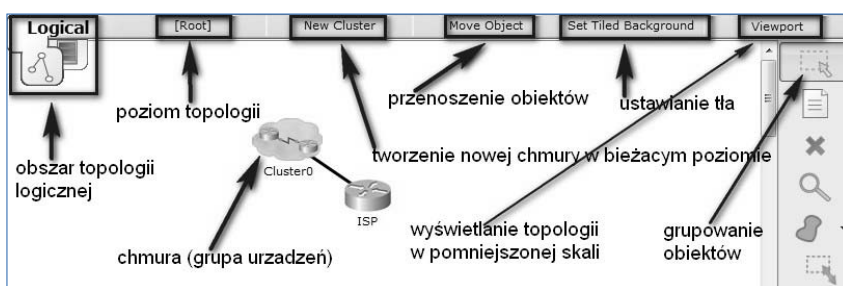 Logical
[Root]
New Cluster
Move Object
Set Tiled Background
Viewport
przenoszenie obiektów
ustawianie tła
poziom topologii
tworzenie nowej chmury w bieżacym poziomie
obszar topologii
logicznej
Cluster0
ISP
wyświetlanie topologii
w pomniejszonej skali
grupowanie
obiektów
chmura (grupa urzadzeń)